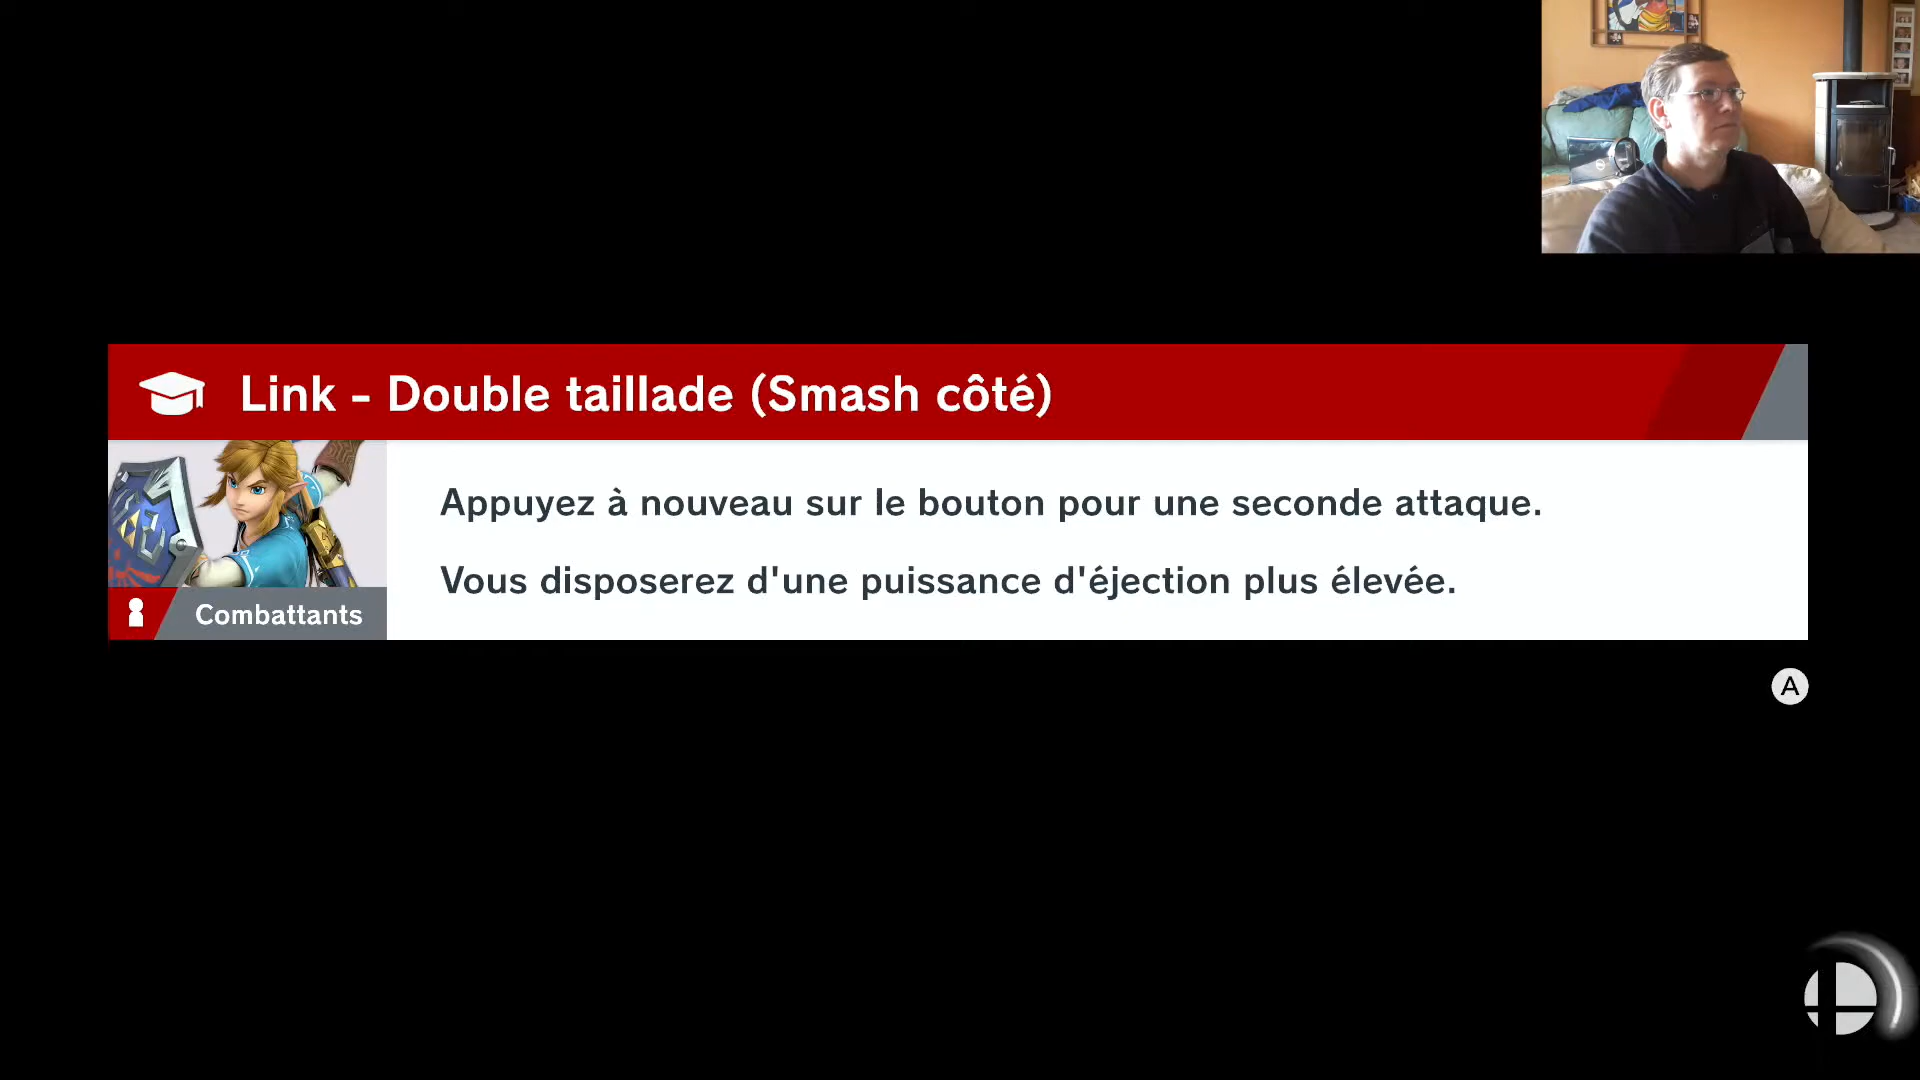 Link - Double taillade (Smash côté)
Appuyez à nouveau sur le bouton pour une seconde attaque.
Vous disposerez d'une puissance d'éjection plus élevée.
Combattants
A